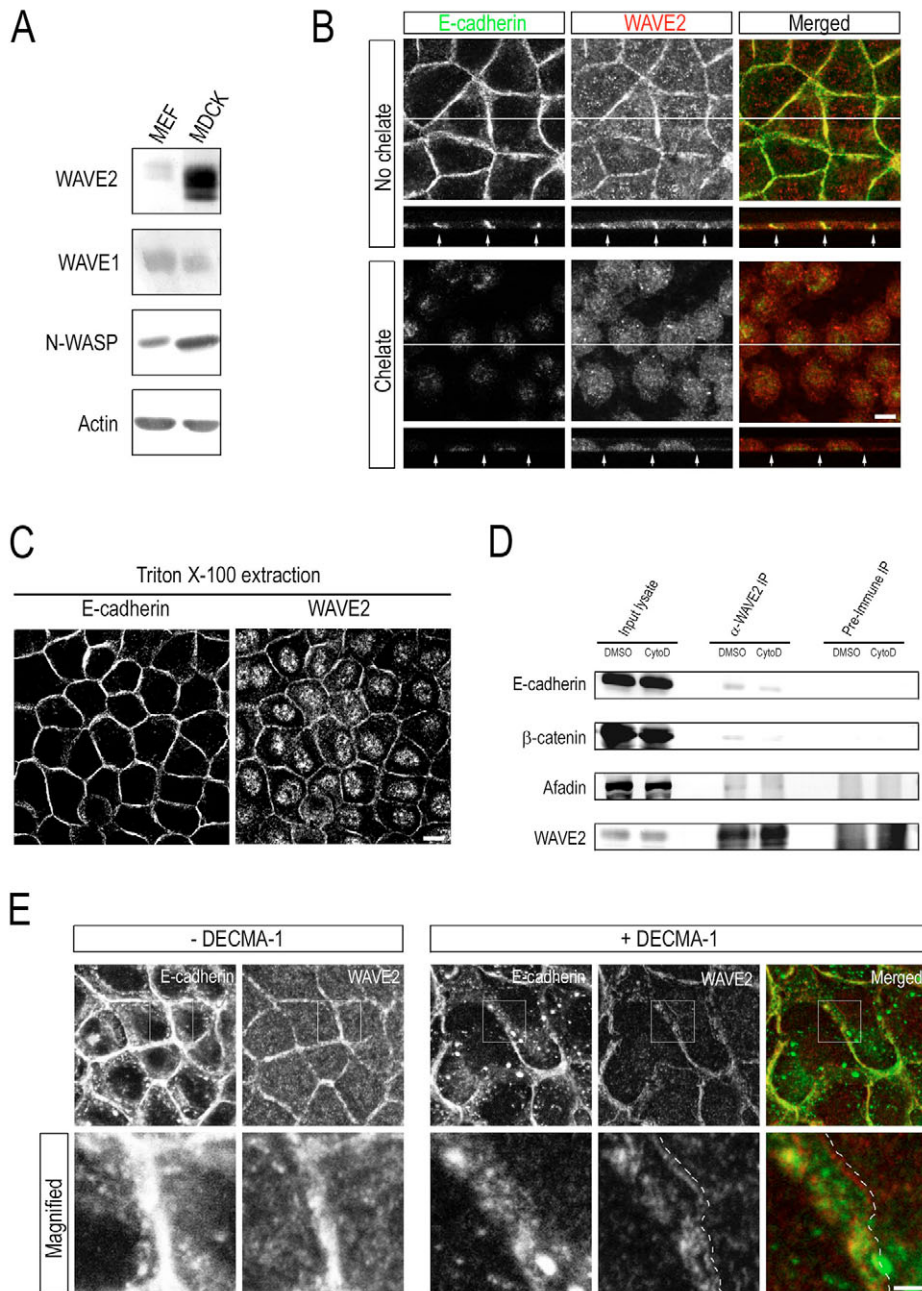 A
MEF MDCK
WAVE2
WAVE1
N-WASP
Actin
B
E-cadherin WAVE2 Merged
No chelate
Chelate
C
Triton X-100 extraction
E-cadherin WAVE2
D
Input lysate α-WAVE2 IP Pre-Immune IP
DMSO CytoD DMSO CytoD DMSO CytoD
E-cadherin
β-catenin
Afadin
WAVE2
E
- DECMA-1 + DECMA-1
E-cadherin WAVE2 E-cadherin WAVE2 Merged
Magnified